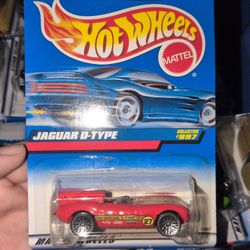 Hot Wheels
MATTEL
JAGUAR D-TYPE
COLLECTOR
#997
27